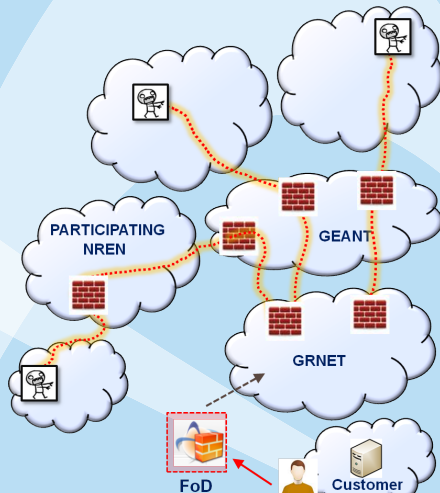 PARTICIPATING
NREN
GEANT
GRNET
FoD
Customer